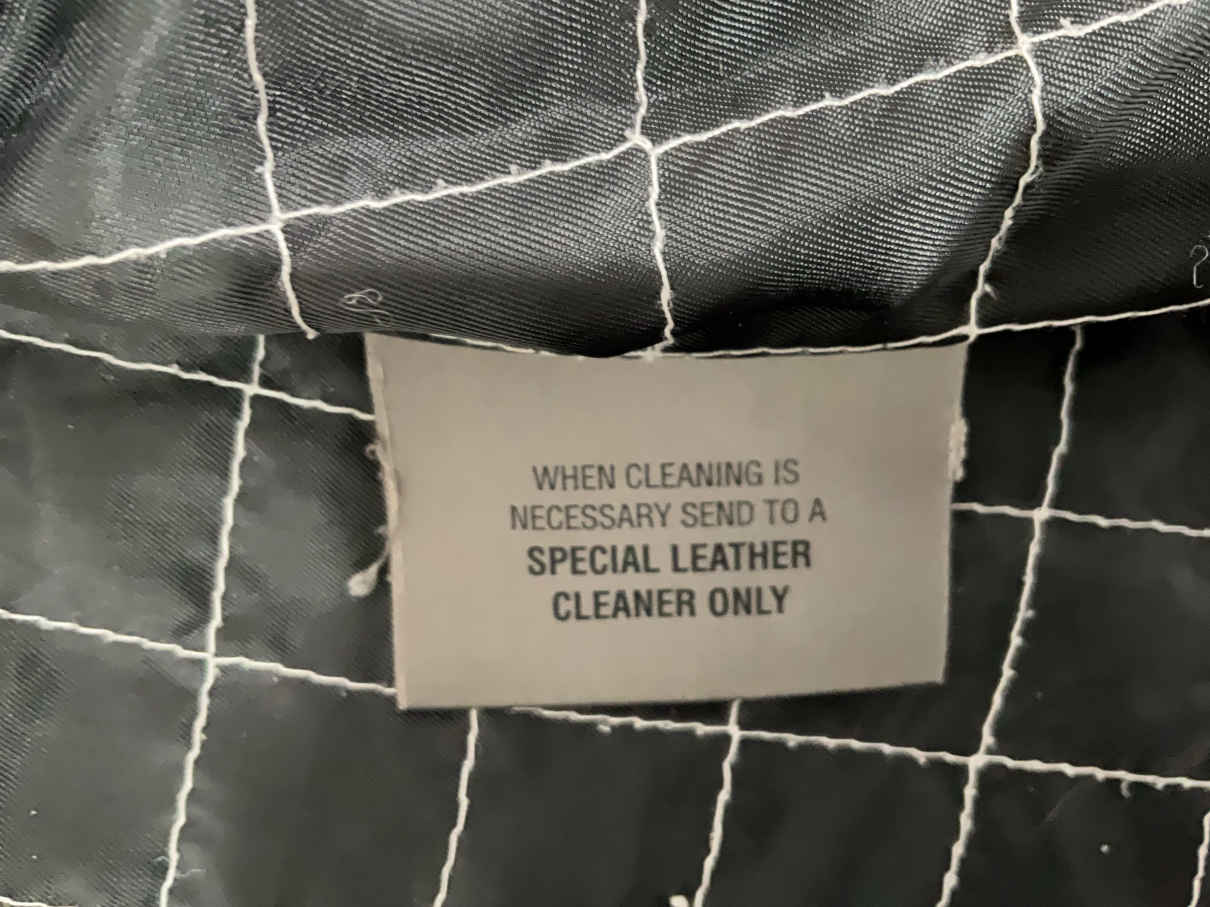 WHEN CLEANING IS
NECESSARY SEND TO A
SPECIAL LEATHER
CLEANER ONLY